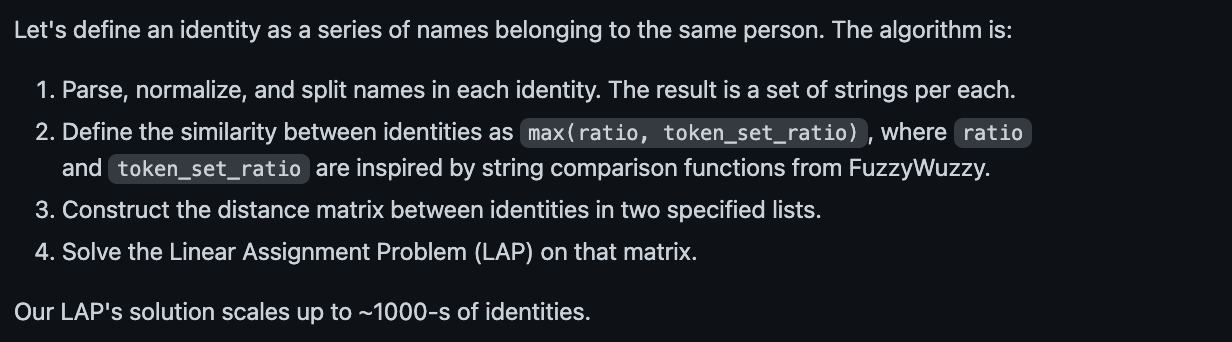 Let's define an identity as a series of names belonging to the same person. The algorithm is:
1. Parse, normalize, and split names in each identity. The result is a set of strings per each.
2. Define the similarity between identities as max(ratio, token_set_ratio), where ratio
and token_set_ratio are inspired by string comparison functions from FuzzyWuzzy.
3. Construct the distance matrix between identities in two specified lists.
4. Solve the Linear Assignment Problem (LAP) on that matrix.
Our LAP's solution scales up to ~1000-s of identities.